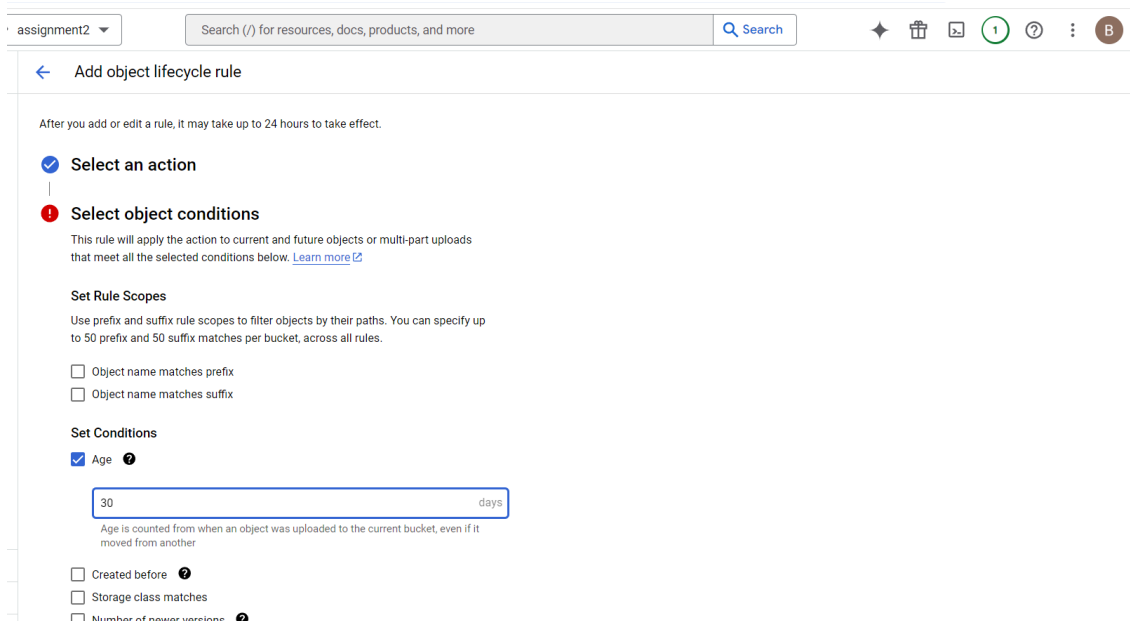 assignment2
Search (/) for resources, docs, products, and more
Search
1
B
Add object lifecycle rule
After you add or edit a rule, it may take up to 24 hours to take effect.
Select an action
Select object conditions
This rule will apply the action to current and future objects or multi-part uploads
that meet all the selected conditions below. Learn more
Set Rule Scopes
Use prefix and suffix rule scopes to filter objects by their paths. You can specify up
to 50 prefix and 50 suffix matches per bucket, across all rules.
Object name matches prefix
Object name matches suffix
Set Conditions
Age
30 days
Age is counted from when an object was uploaded to the current bucket, even if it
moved from another
Created before
Storage class matches
Number of newer versions